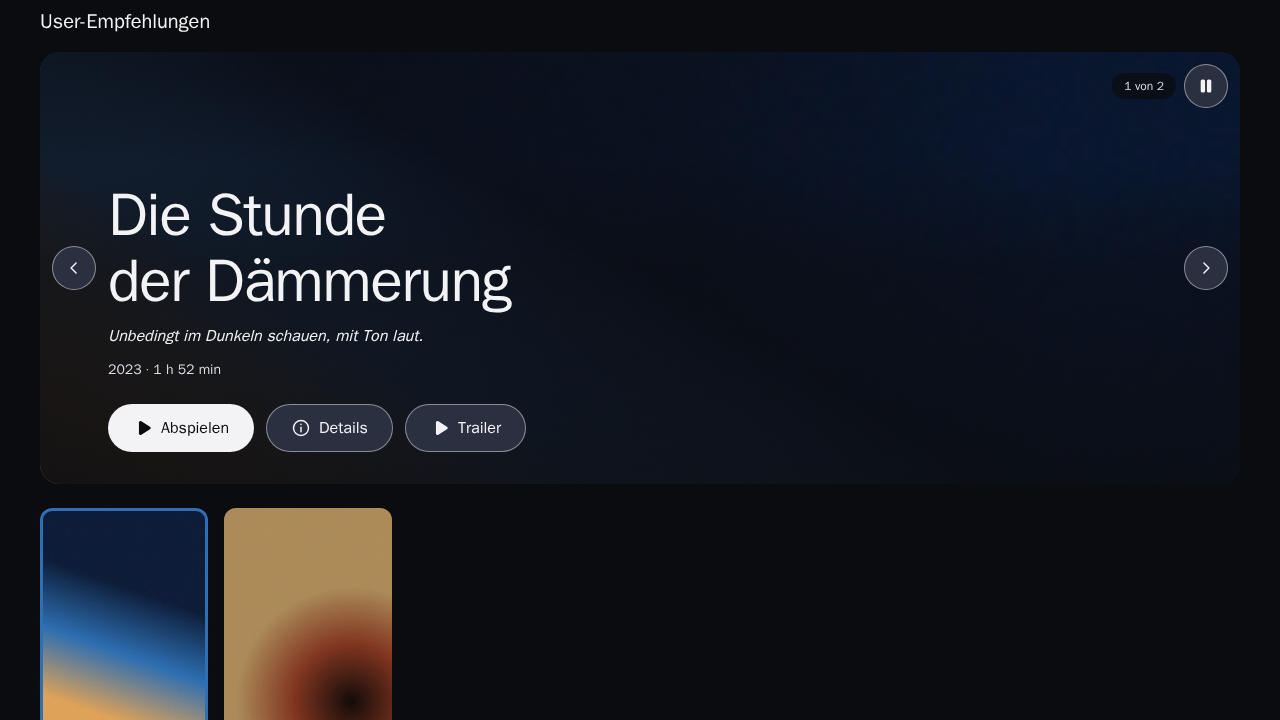 User-Empfehlungen
1 von 2
Die Stunde
der Dämmerung
Unbedingt im Dunkeln schauen, mit Ton laut.
2023 · 1 h 52 min
Abspielen
Details
Trailer